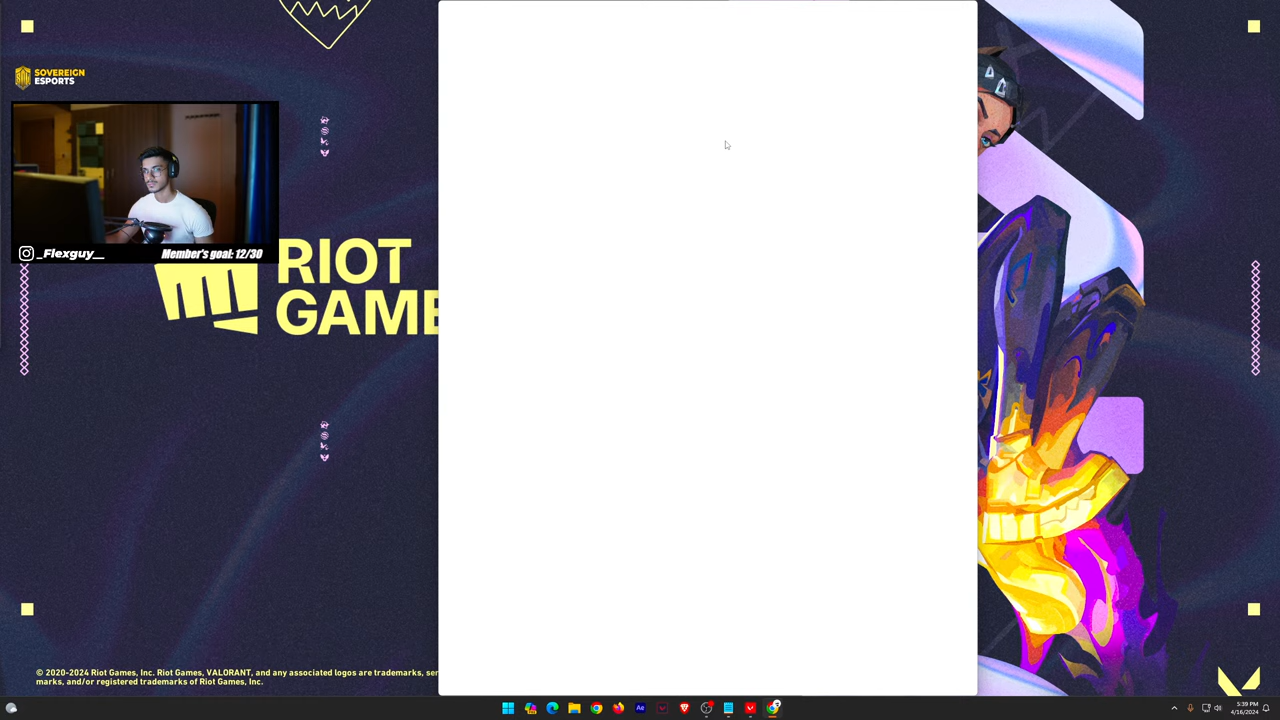 SOVEREIGN
ESPORTS
_Flexguy__
Member's goal: 12/30
RIOT
GAME
© 2020-2024 Riot Games, Inc. Riot Games, VALORANT, and any associated logos are trademarks, ser
marks, and/or registered trademarks of Riot Games, Inc.
Ae
5:39 PM
4/16/2024